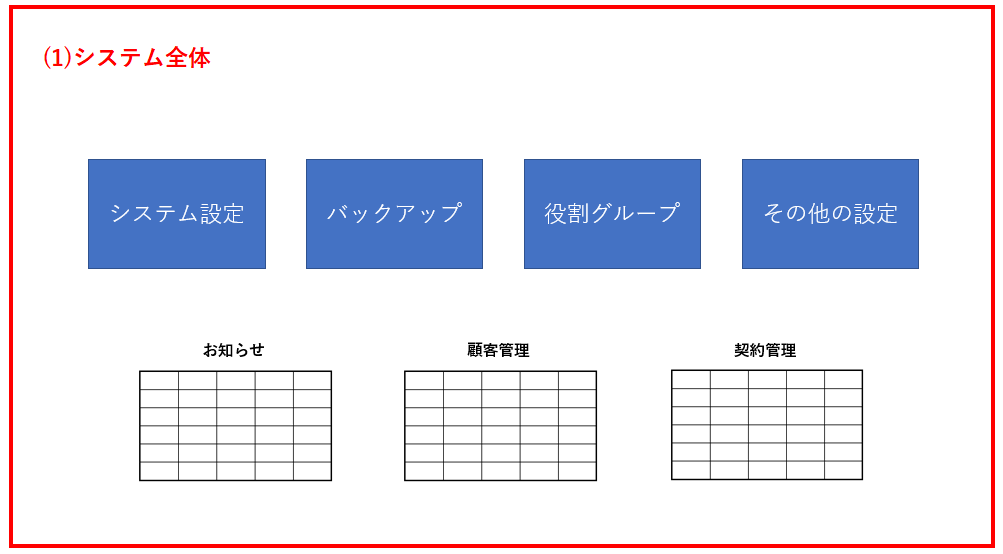 (1)システム全体
システム設定
バックアップ
役割グループ
その他の設定
お知らせ
顧客管理
契約管理